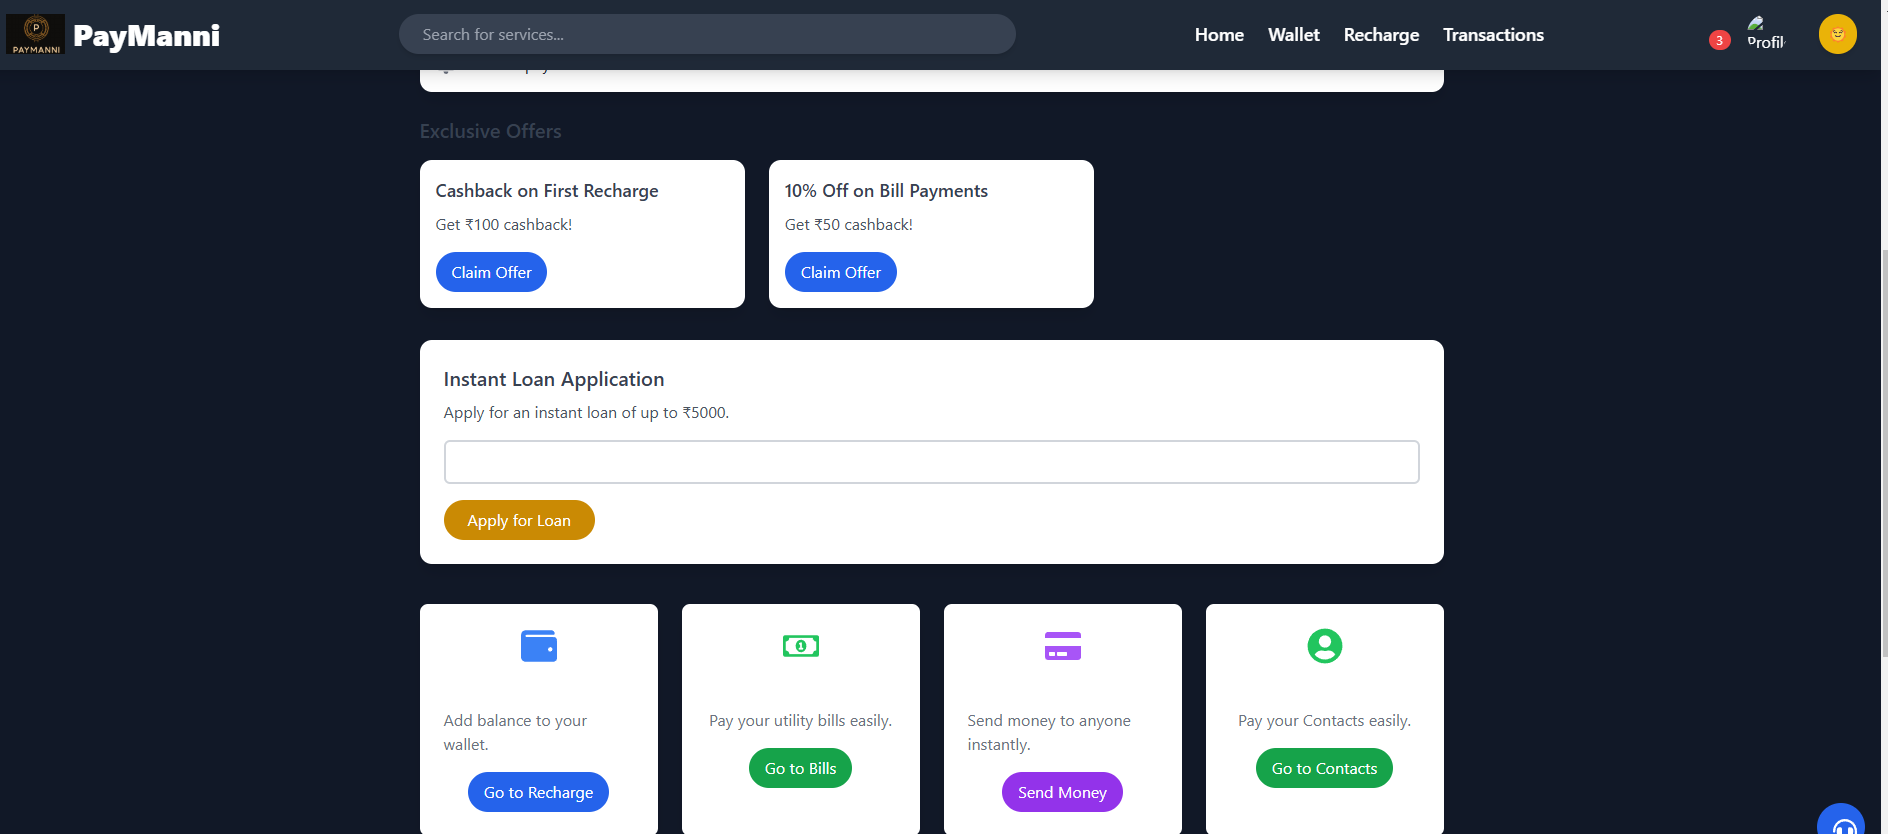 PAYMANNI
PayManni
Search for services...
Home
Wallet
Recharge
Transactions
3
Profil
Exclusive Offers
Cashback on First Recharge
Get ₹100 cashback!
Claim Offer
10% Off on Bill Payments
Get ₹50 cashback!
Claim Offer
Instant Loan Application
Apply for an instant loan of up to ₹5000.
Apply for Loan
Add balance to your
wallet.
Go to Recharge
Pay your utility bills easily.
Go to Bills
Send money to anyone
instantly.
Send Money
Pay your Contacts easily.
Go to Contacts